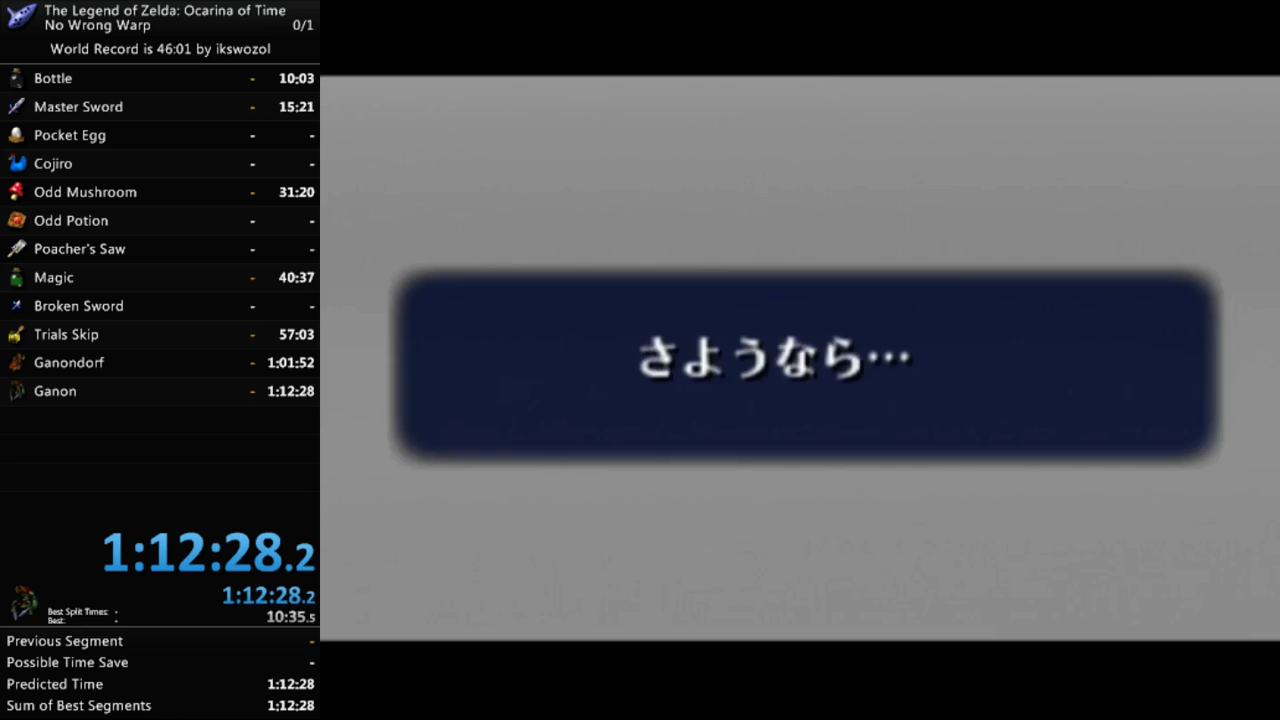 The Legend of Zelda: Ocarina of Time
No Wrong Warp 0/1
World Record is 46:01 by ikswozol
Bottle - 10:03
Master Sword - 15:21
Pocket Egg - -
Cojiro - -
Odd Mushroom - 31:20
Odd Potion - -
Poacher's Saw - -
Magic - 40:37
Broken Sword - -
Trials Skip - 57:03
Ganondorf - 1:01:52
Ganon - 1:12:28
1:12:28.2
1:12:28.2
Best Split Times: -
Best: -
10:35.5
Previous Segment -
Possible Time Save -
Predicted Time 1:12:28
Sum of Best Segments 1:12:28
さようなら…